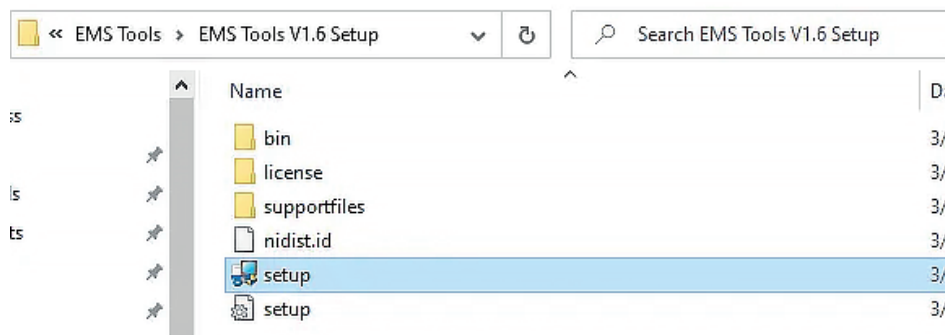 « EMS Tools › EMS Tools V1.6 Setup
Search EMS Tools V1.6 Setup
Name
bin
license
supportfiles
nidist.id
setup
setup